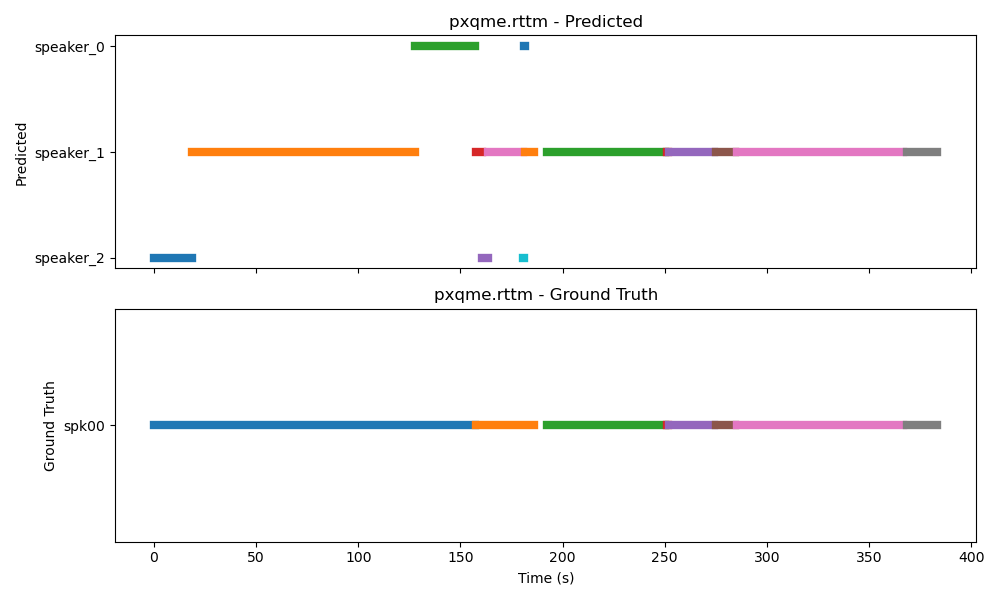 pxqme.rttm - Predicted
Predicted
speaker_0
speaker_1
speaker_2
pxqme.rttm - Ground Truth
Ground Truth
spk00
0 50 100 150 200 250 300 350 400
Time (s)